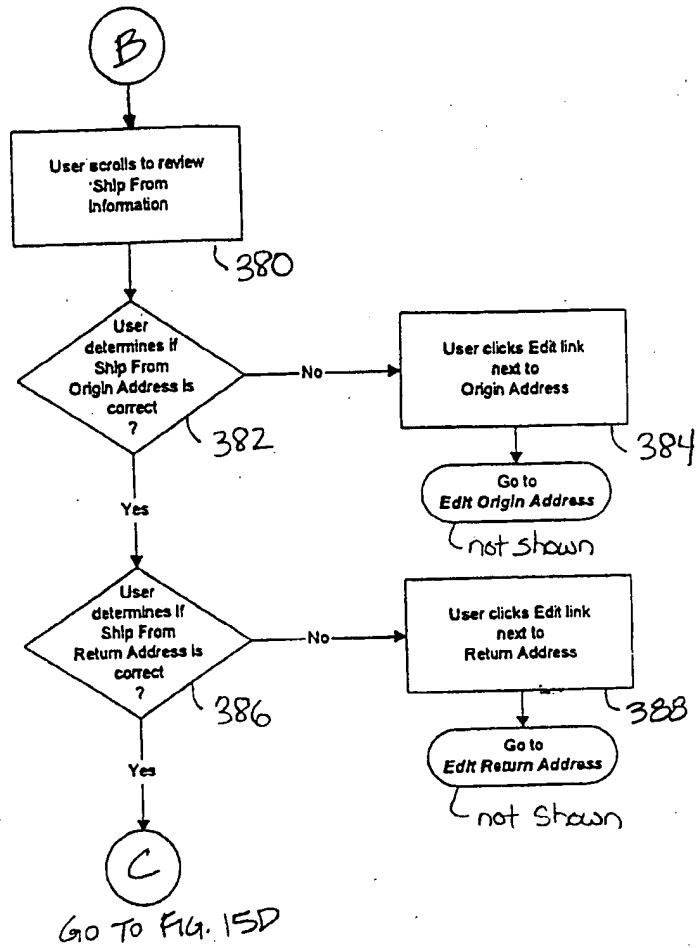 B
User scrolls to review
Ship From
Information
380
User
determines if
Ship From
Origin Address is
correct
?
382
No
User clicks Edit link
next to
Origin Address
384
Go to
Edit Origin Address
not shown
Yes
User
determines if
Ship From
Return Address is
correct
?
386
No
User clicks Edit link
next to
Return Address
388
Go to
Edit Return Address
not shown
Yes
C
GO TO FIG. 15D